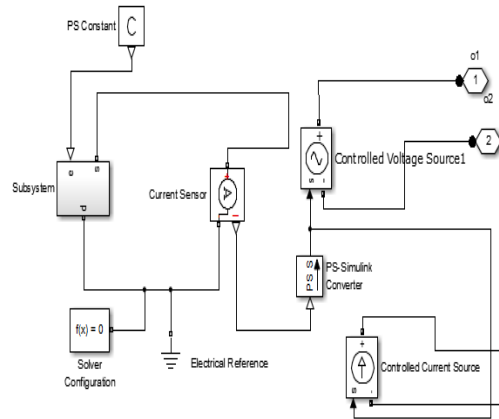 PS Constant
C
o1
1
o2
2
Controlled Voltage Source1
+
s
-
e
s
p
Subsystem
Current Sensor
+
A
I
PS S
PS-Simulink
Converter
f(x) = 0
Solver
Configuration
Electrical Reference
+
s
-
Controlled Current Source